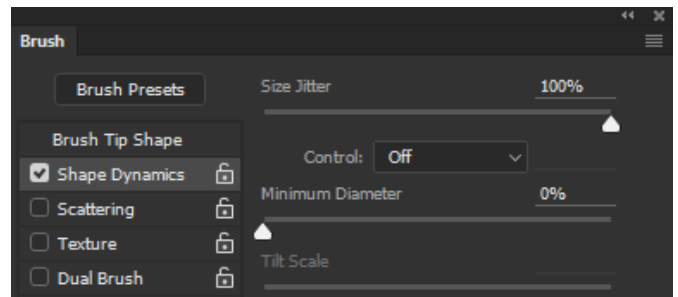 Brush
Brush Presets
Size Jitter 100%
Brush Tip Shape
Control: Off
Shape Dynamics
Minimum Diameter 0%
Scattering
Texture
Tilt Scale
Dual Brush